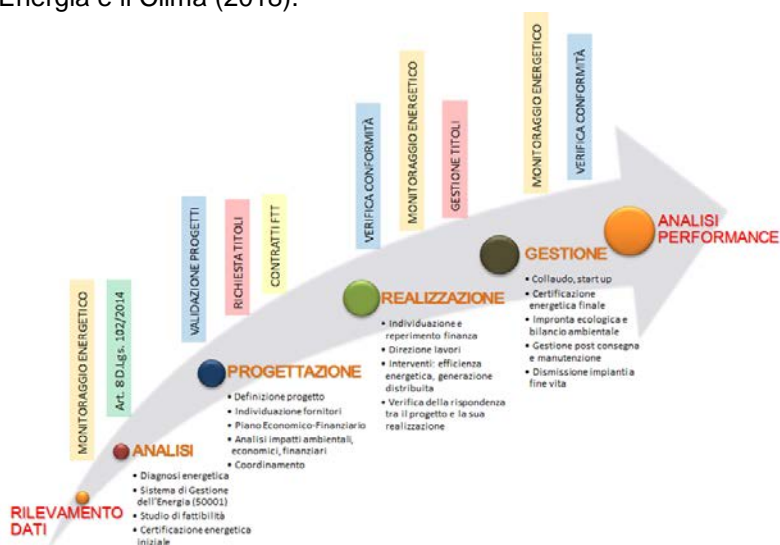 Energia e il Clima (2018).
MONITORAGGIO ENERGETICO
Art. 8 D.lgs. 102/2014
VALIDAZIONE PROGETTI
RICHIESTA TITOLI
CONTRATTI FTT
VERIFICA CONFORMITÀ
MONITORAGGIO ENERGETICO
GESTIONE TITOLI
MONITORAGGIO ENERGETICO
VERIFICA CONFORMITÀ
RILEVAMENTO
DATI
ANALISI
• Diagnosi energetica
• Sistema di Gestione
dell'Energia (50001)
• Studio di fattibilità
• Certificazione energetica
iniziale
PROGETTAZIONE
• Definizione progetto
• Individuazione fornitori
• Piano Economico-Finanziario
• Analisi impatti ambientali,
economici, finanziari
• Coordinamento
REALIZZAZIONE
• Individuazione e
reperimento finanza
• Direzione lavori
• Interventi: efficienza
energetica, generazione
distribuita
• Verifica della rispondenza
tra il progetto e la sua
realizzazione
GESTIONE
• Collaudo, start up
• Certificazione
energetica finale
• Impronta ecologica e
bilancio ambientale
• Gestione post consegna
e manutenzione
• Dismissione impianti a
fine vita
ANALISI
PERFORMANCE